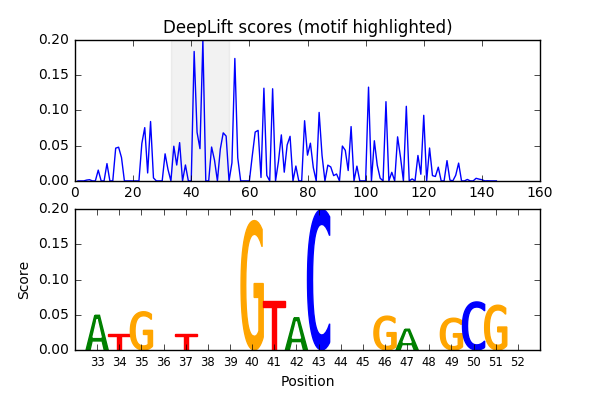 DeepLift scores (motif highlighted)
0.20
0.15
0.10
0.05
0.00
0 20 40 60 80 100 120 140 160
0.20
0.15
0.10
0.05
0.00
Score
A T G T G T A C G A G C G
33 34 35 36 37 38 39 40 41 42 43 44 45 46 47 48 49 50 51 52
Position